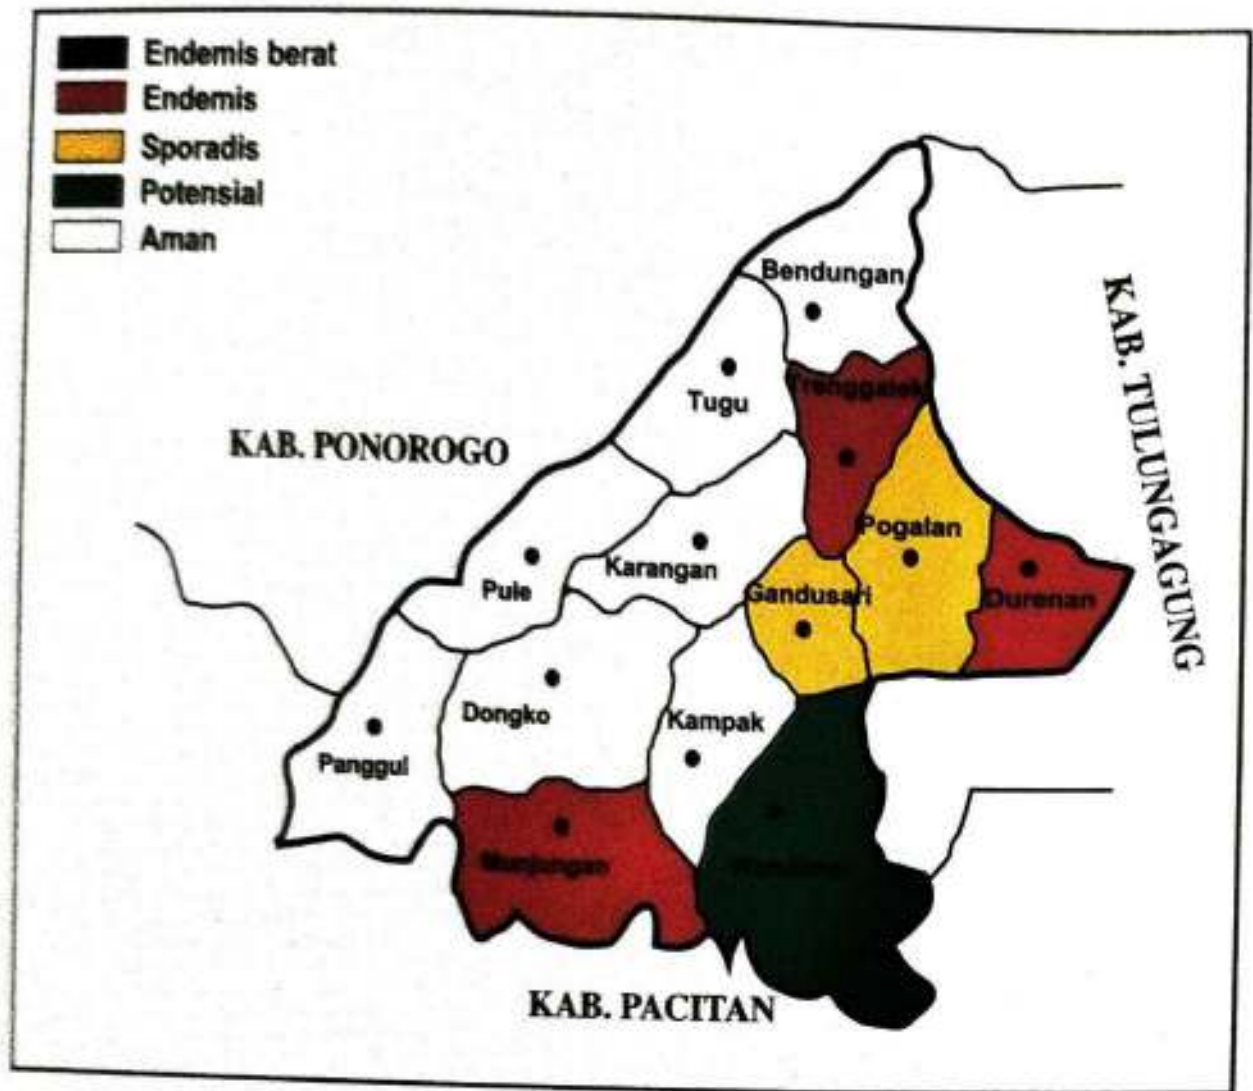 Endemis berat
Endemis
Sporadis
Potensial
Aman
Bendungan
Trenggalek
Tugu
KAB. TULUNGAGUNG
KAB. PONOROGO
Pogalan
Karangan
Pule
Gandusari
Durenan
Dongko
Kampak
Panggul
Munjungan
KAB. PACITAN